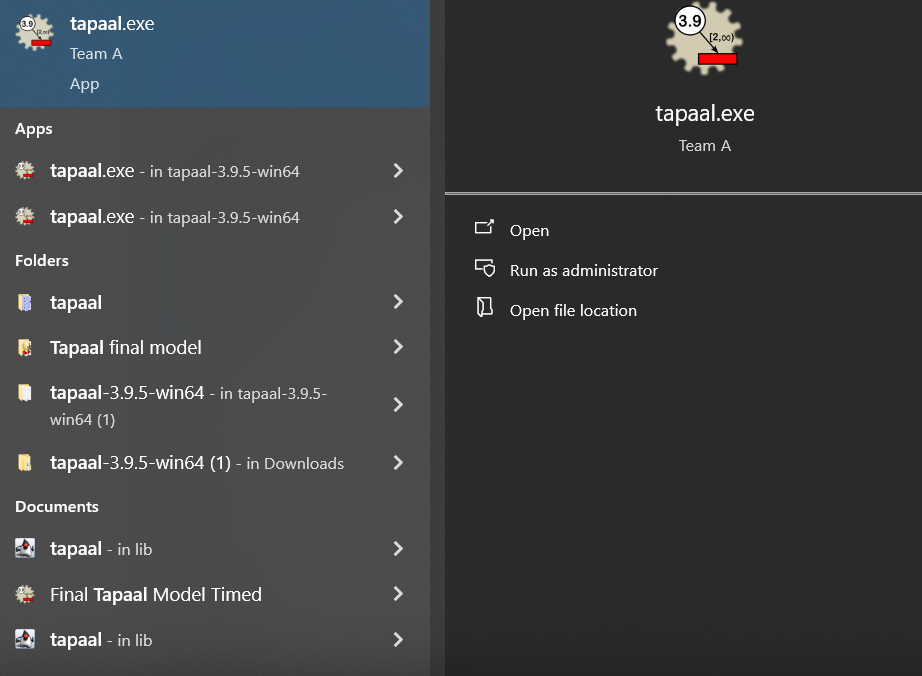 3.9
[2,∞)
tapaal.exe
Team A
App
Apps
tapaal.exe - in tapaal-3.9.5-win64
tapaal.exe - in tapaal-3.9.5-win64
Folders
tapaal
Tapaal final model
tapaal-3.9.5-win64 - in tapaal-3.9.5-
win64 (1)
tapaal-3.9.5-win64 (1) - in Downloads
Documents
tapaal - in lib
Final Tapaal Model Timed
tapaal - in lib
3.9
[2,∞)
tapaal.exe
Team A
Open
Run as administrator
Open file location